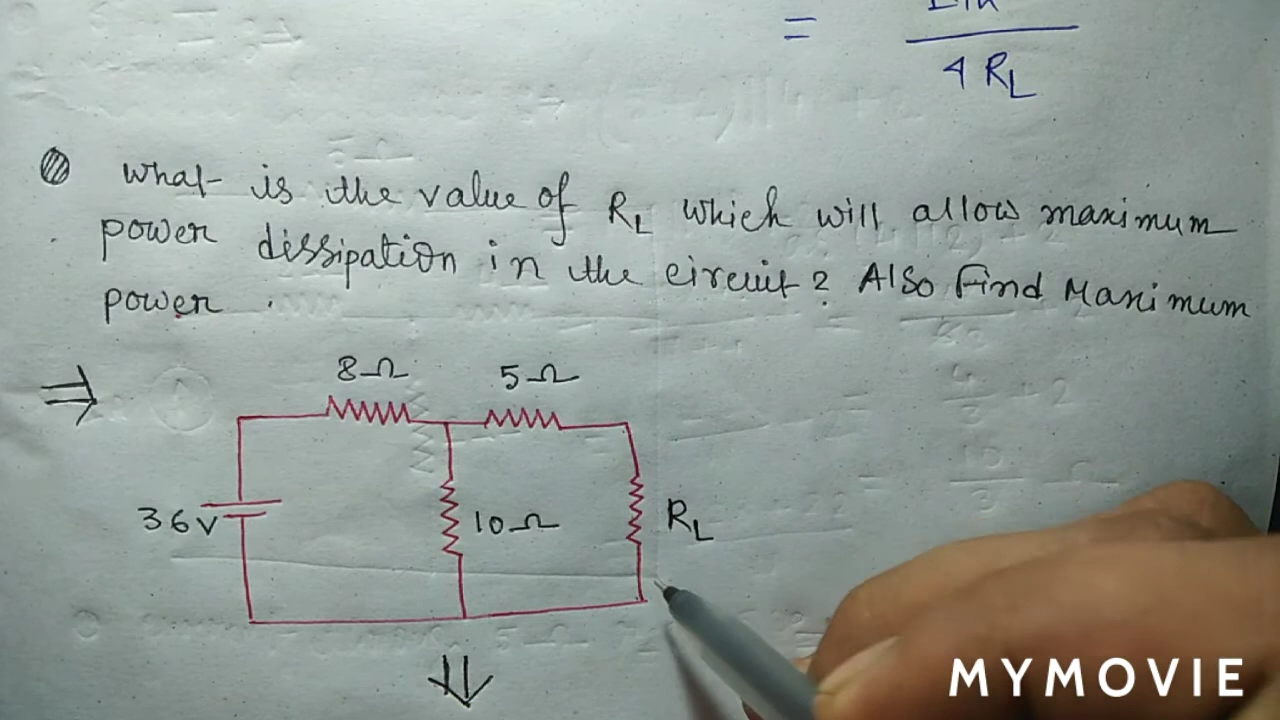 =
4 RL
What is the value of RL which will allow maximum
power dissipation in the circuit? Also Find Maximum
power.
⇒
8Ω 5Ω
36V 10Ω RL
MYMOVIE